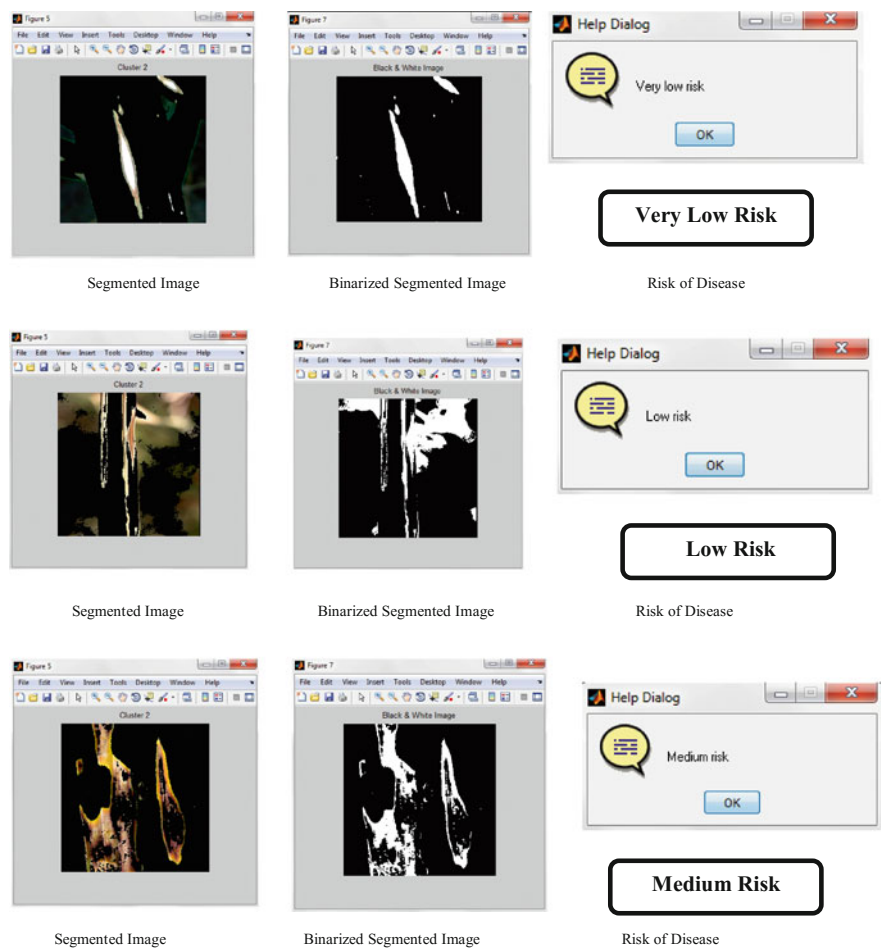 Figure 5
File Edit View Insert Tools Desktop Window Help
Cluster 2
Figure 7
File Edit View Insert Tools Desktop Window Help
Black & White Image
Help Dialog
Very low risk
OK
Very Low Risk
Segmented Image
Binarized Segmented Image
Risk of Disease
Figure 5
File Edit View Insert Tools Desktop Window Help
Cluster 2
Figure 7
File Edit View Insert Tools Desktop Window Help
Black & White Image
Help Dialog
Low risk
OK
Low Risk
Segmented Image
Binarized Segmented Image
Risk of Disease
Figure 5
File Edit View Insert Tools Desktop Window Help
Cluster 2
Figure 7
File Edit View Insert Tools Desktop Window Help
Black & White Image
Help Dialog
Medium risk
OK
Medium Risk
Segmented Image
Binarized Segmented Image
Risk of Disease